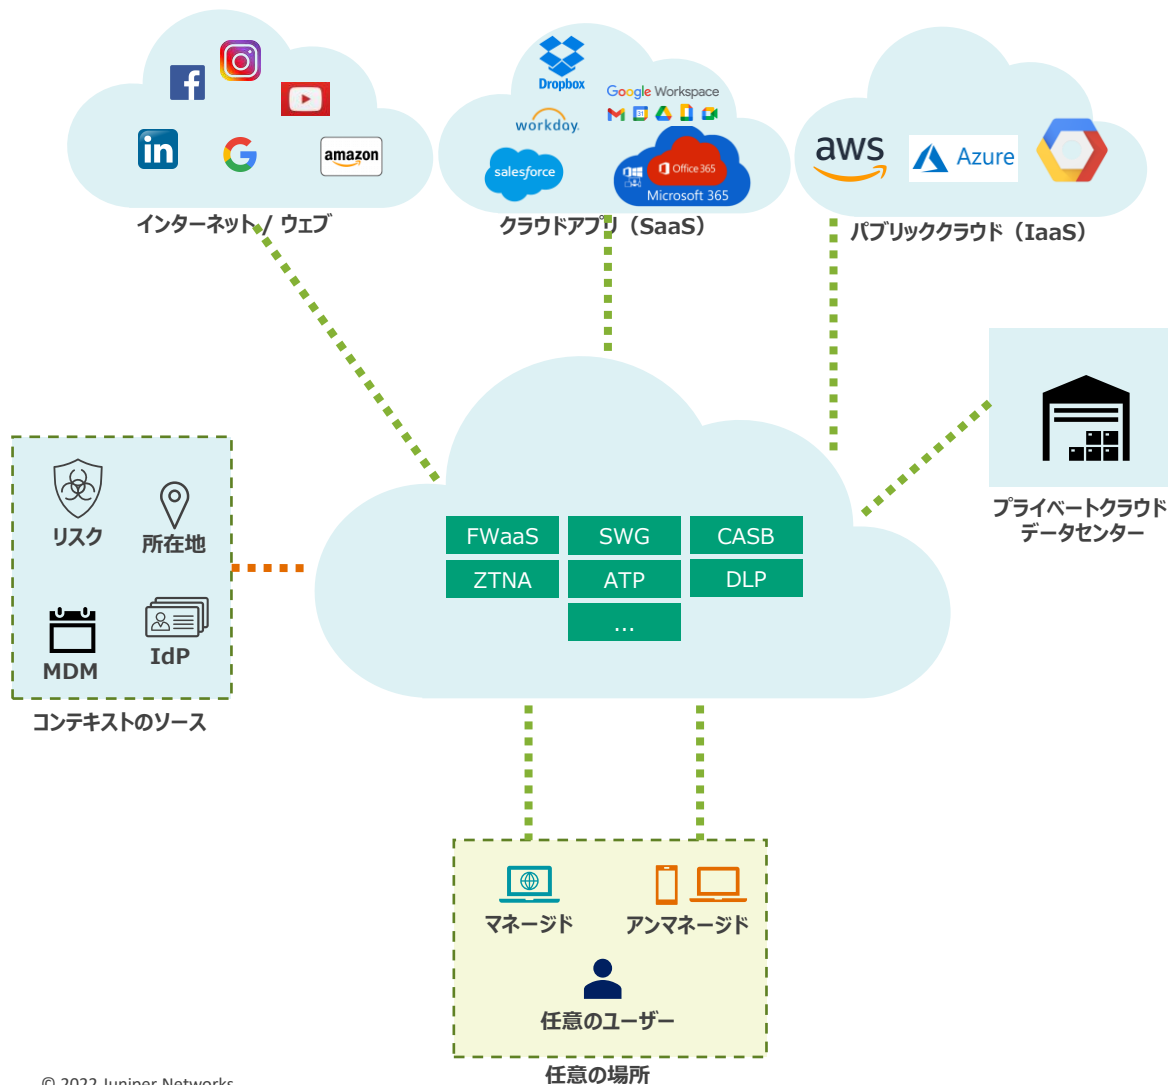 Dropbox
Google Workspace
31
workday.
in
amazon
salesforce
Office 365
Microsoft 365
aws
Azure
インターネット / ウェブ
クラウドアプリ（SaaS）
パブリッククラウド（IaaS）
リスク
所在地
MDM
IdP
コンテキストのソース
FWaaS
SWG
CASB
ZTNA
ATP
DLP
...
プライベートクラウド
データセンター
マネージド
アンマネージド
任意のユーザー
任意の場所
© 2022 Juniper Networks